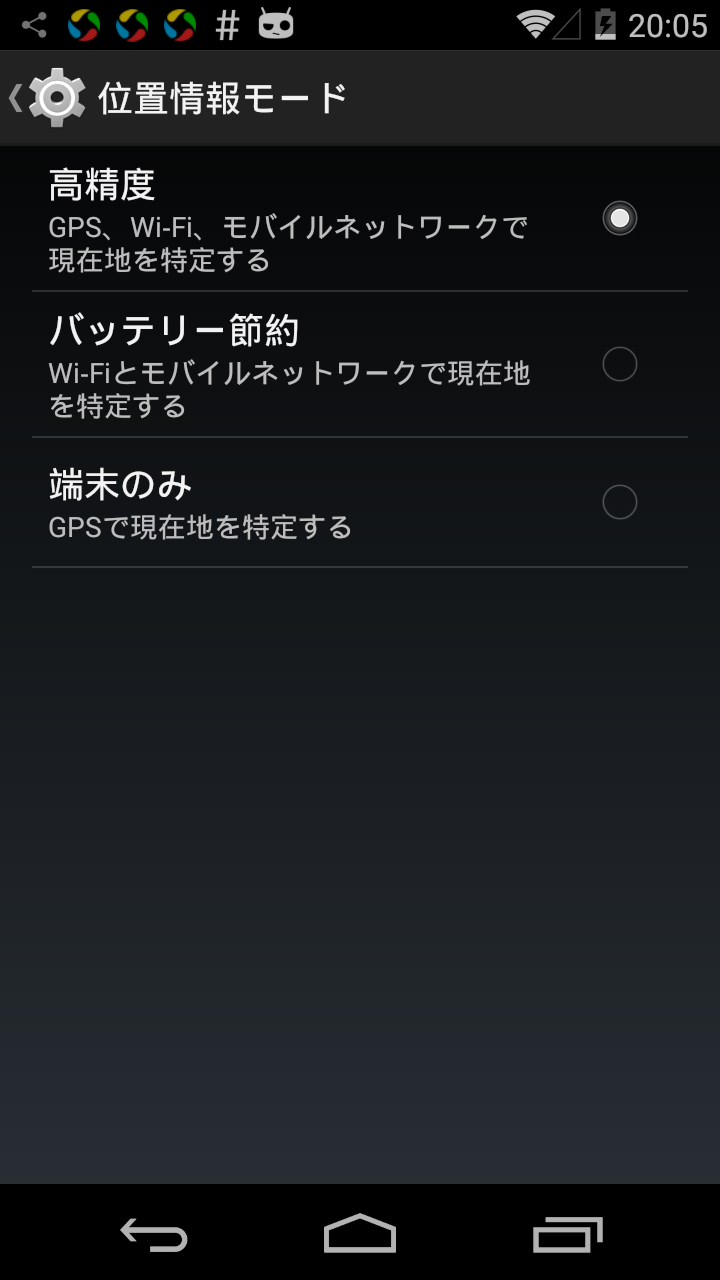 # 20:05
位置情報モード
高精度
GPS、Wi-Fi、モバイルネットワークで
現在地を特定する
バッテリー節約
Wi-Fiとモバイルネットワークで現在地
を特定する
端末のみ
GPSで現在地を特定する